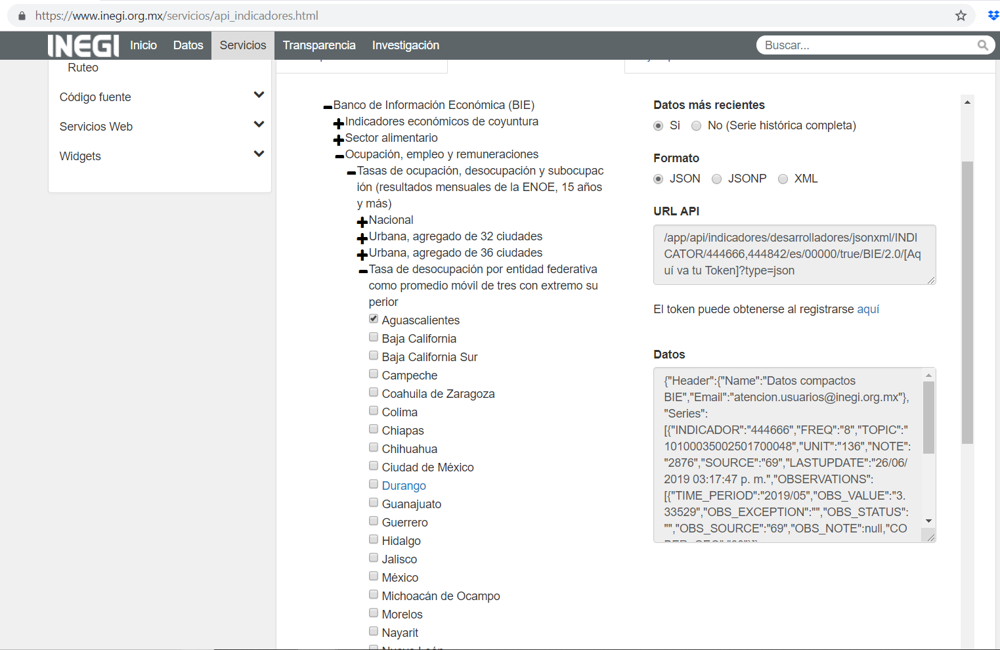 https://www.inegi.org.mx/servicios/api_indicadores.html
INEGI Inicio Datos Servicios Transparencia Investigación Buscar...
Ruteo
Código fuente
Servicios Web
Widgets
Banco de Información Económica (BIE)
Indicadores económicos de coyuntura
Sector alimentario
Ocupación, empleo y remuneraciones
Tasas de ocupación, desocupación y subocupac
ión (resultados mensuales de la ENOE, 15 años
y más)
Nacional
Urbana, agregado de 32 ciudades
Urbana, agregado de 36 ciudades
Tasa de desocupación por entidad federativa
como promedio móvil de tres con extremo su
perior
Aguascalientes
Baja California
Baja California Sur
Campeche
Coahuila de Zaragoza
Colima
Chiapas
Chihuahua
Ciudad de México
Durango
Guanajuato
Guerrero
Hidalgo
Jalisco
México
Michoacán de Ocampo
Morelos
Nayarit
Datos más recientes
Si No (Serie histórica completa)
Formato
JSON JSONP XML
URL API
/app/api/indicadores/desarrolladores/jsonxml/INDI
CATOR/444666,444842/es/00000/true/BIE/2.0/[Aq
uí va tu Token]?type=json
El token puede obtenerse al registrarse aquí
Datos
{"Header":{"Name":"Datos compactos
BIE","Email":"atencion.usuarios@inegi.org.mx"},
"Series":
[{"INDICADOR":"444666","FREQ":"8","TOPIC":"
10100035002501700048","UNIT":"136","NOTE":
"2876","SOURCE":"69","LASTUPDATE":"26/06/
2019 03:17:47 p. m.","OBSERVATIONS":
[{"TIME_PERIOD":"2019/05","OBS_VALUE":"3.
33529","OBS_EXCEPTION":"","OBS_STATUS":
"","OBS_SOURCE":"69","OBS_NOTE":null,"CO